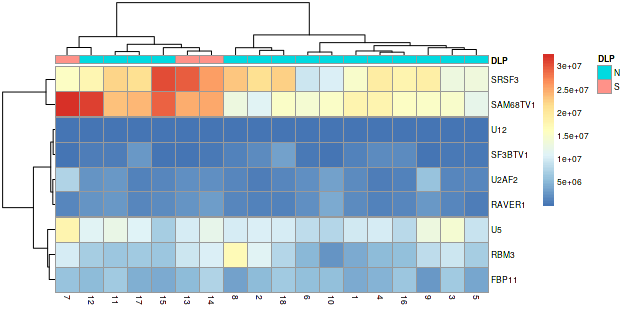 DLP
SRSF3
SAM68TV1
U12
SF3BTV1
U2AF2
RAVER1
U5
RBM3
FBP11
7 12 11 17 15 13 14 8 2 18 6 10 1 4 16 9 3 5
DLP
N
S
3e+07
2.5e+07
2e+07
1.5e+07
1e+07
5e+06